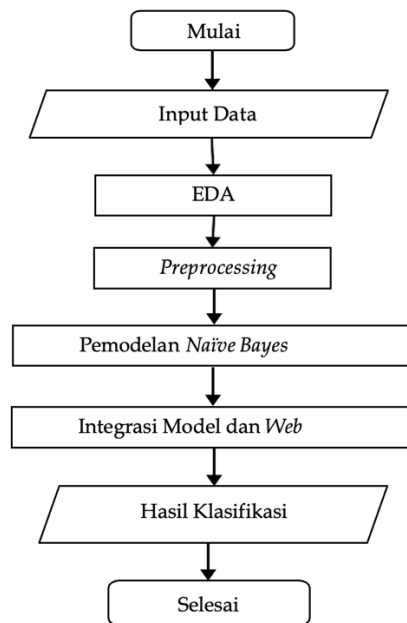 Mulai
Input Data
EDA
Preprocessing
Pemodelan Naïve Bayes
Integrasi Model dan Web
Hasil Klasifikasi
Selesai